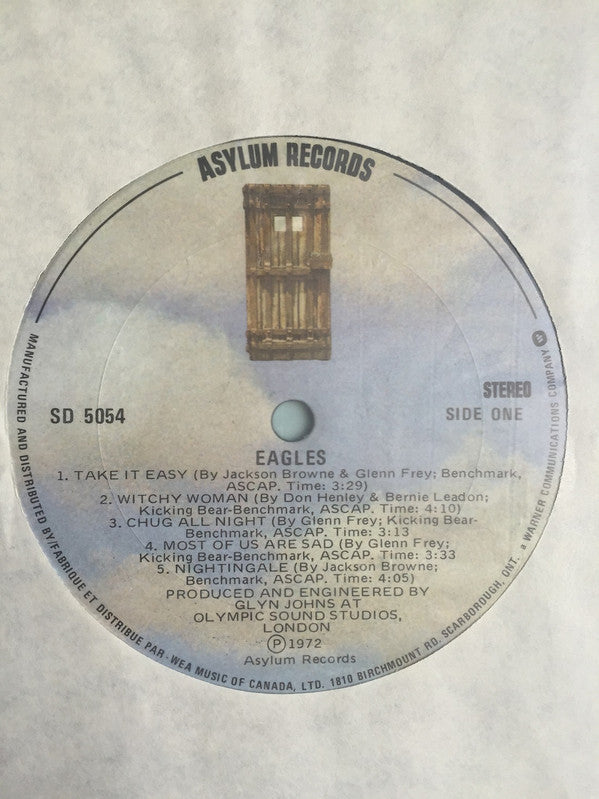 ASYLUM RECORDS
STEREO
SD 5054
SIDE ONE
EAGLES
1. TAKE IT EASY (By Jackson Browne & Glenn Frey; Benchmark,
ASCAP. Time: 3:29)
2. WITCHY WOMAN (By Don Henley & Bernie Leadon;
Kicking Bear-Benchmark, ASCAP. Time: 4:10)
3. CHUG ALL NIGHT (By Glenn Frey; Kicking Bear-
Benchmark, ASCAP. Time: 3:13
4. MOST OF US ARE SAD (By Glenn Frey;
Kicking Bear-Benchmark, ASCAP. Time: 3:33
5. NIGHTINGALE (By Jackson Browne;
Benchmark, ASCAP. Time: 4:05)
PRODUCED AND ENGINEERED BY
GLYN JOHNS AT
OLYMPIC SOUND STUDIOS,
LONDON
Ⓟ1972
Asylum Records
MANUFACTURED AND DISTRIBUTED BY/FABRIQUE ET DISTRIBUE PAR - WEA MUSIC OF CANADA, LTD. 1810 BIRCHMOUNT RD. SCARBOROUGH, ONT. a WARNER COMMUNICATIONS COMPANY